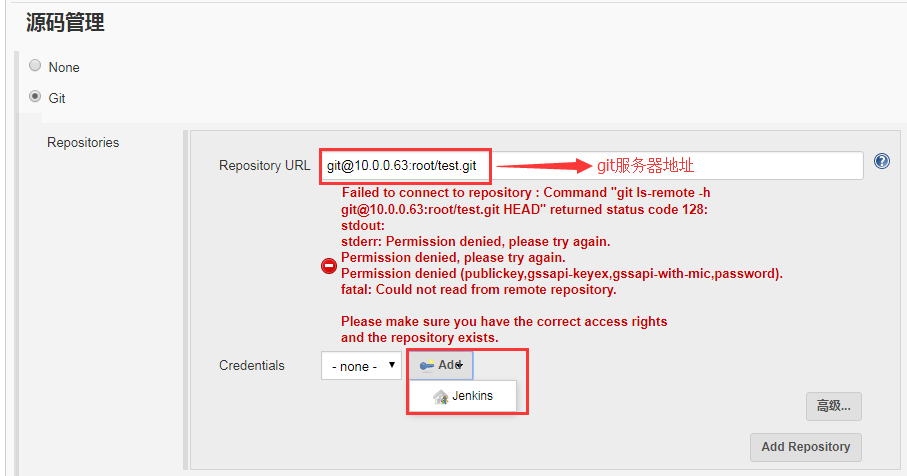 源码管理
None
Git
Repositories
Repository URL git@10.0.0.63:root/test.git git服务器地址
Failed to connect to repository : Command "git ls-remote -h
git@10.0.0.63:root/test.git HEAD" returned status code 128:
stdout:
stderr: Permission denied, please try again.
Permission denied, please try again.
Permission denied (publickey,gssapi-keyex,gssapi-with-mic,password).
fatal: Could not read from remote repository.
Please make sure you have the correct access rights
and the repository exists.
Credentials - none - Add
Jenkins
高级...
Add Repository